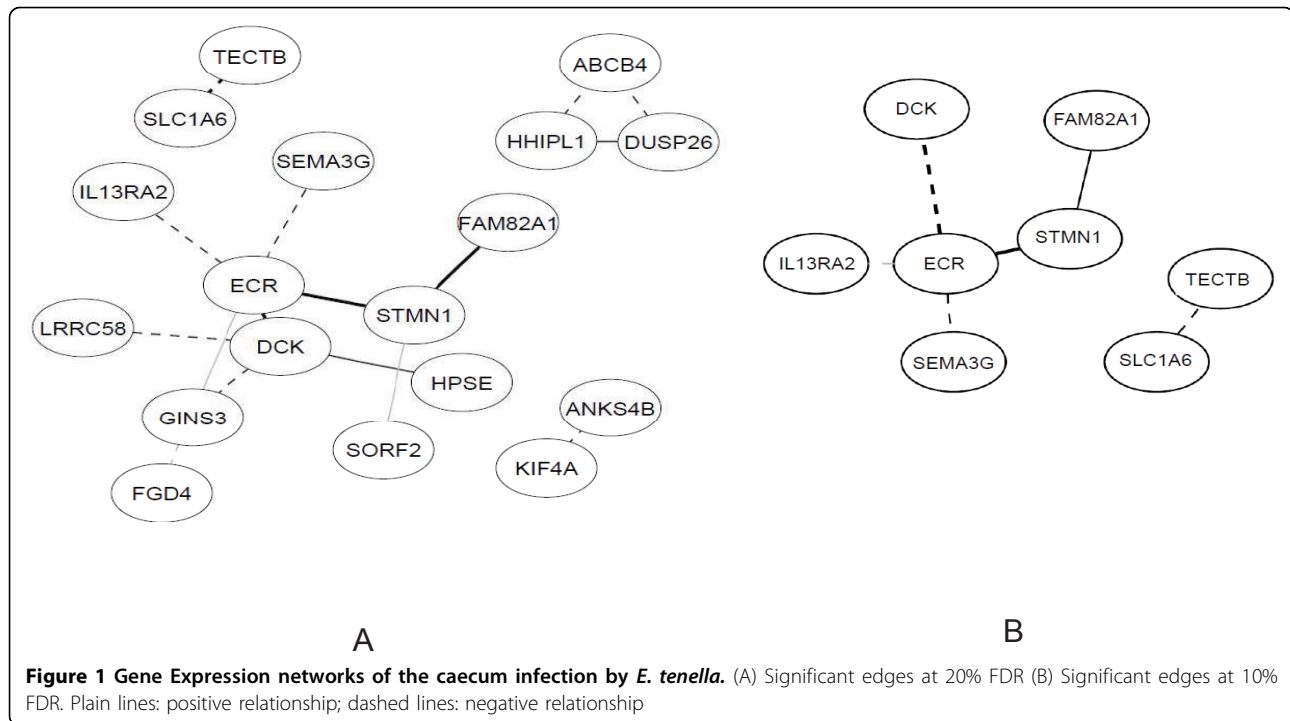 TECTB
SLC1A6
ABCB4
HHIPL1
DUSP26
SEMA3G
IL13RA2
FAM82A1
ECR
STMN1
LRRC58
DCK
HPSE
GINS3
ANKS4B
SORF2
KIF4A
FGD4
A
DCK
FAM82A1
STMN1
IL13RA2
ECR
TECTB
SEMA3G
SLC1A6
B
Figure 1 Gene Expression networks of the caecum infection by E. tenella. (A) Significant edges at 20% FDR (B) Significant edges at 10%
FDR. Plain lines: positive relationship; dashed lines: negative relationship